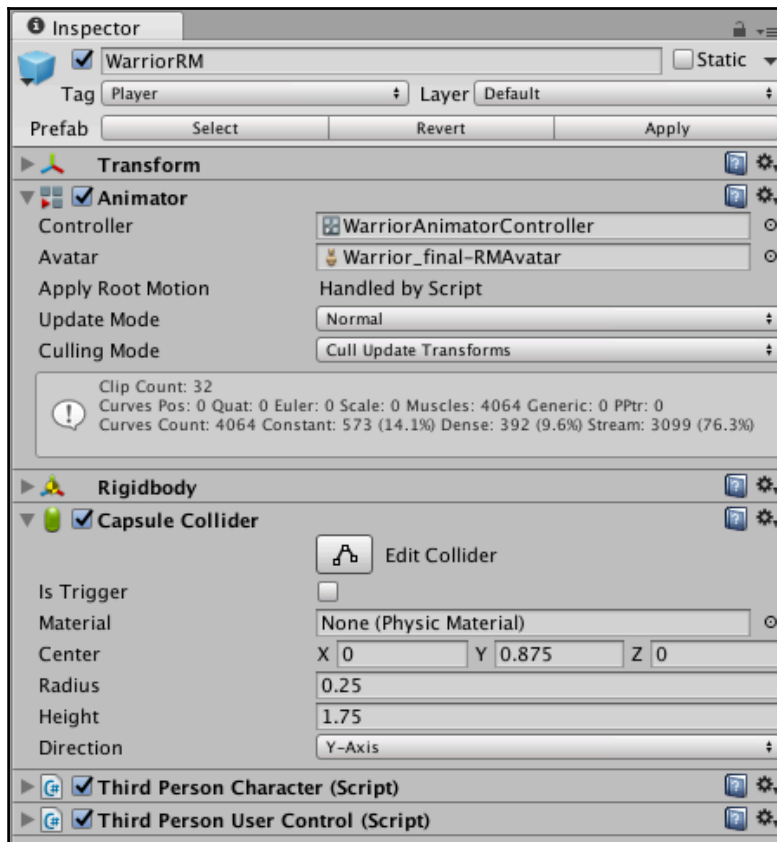 Inspector
WarriorRM Static
Tag Player Layer Default
Prefab Select Revert Apply
Transform
Animator
Controller WarriorAnimatorController
Avatar Warrior_final-RMAvatar
Apply Root Motion Handled by Script
Update Mode Normal
Culling Mode Cull Update Transforms
Clip Count: 32
Curves Pos: 0 Quat: 0 Euler: 0 Scale: 0 Muscles: 4064 Generic: 0 PPtr: 0
Curves Count: 4064 Constant: 573 (14.1%) Dense: 392 (9.6%) Stream: 3099 (76.3%)
Rigidbody
Capsule Collider
Edit Collider
Is Trigger
Material None (Physic Material)
Center X 0 Y 0.875 Z 0
Radius 0.25
Height 1.75
Direction Y-Axis
Third Person Character (Script)
Third Person User Control (Script)